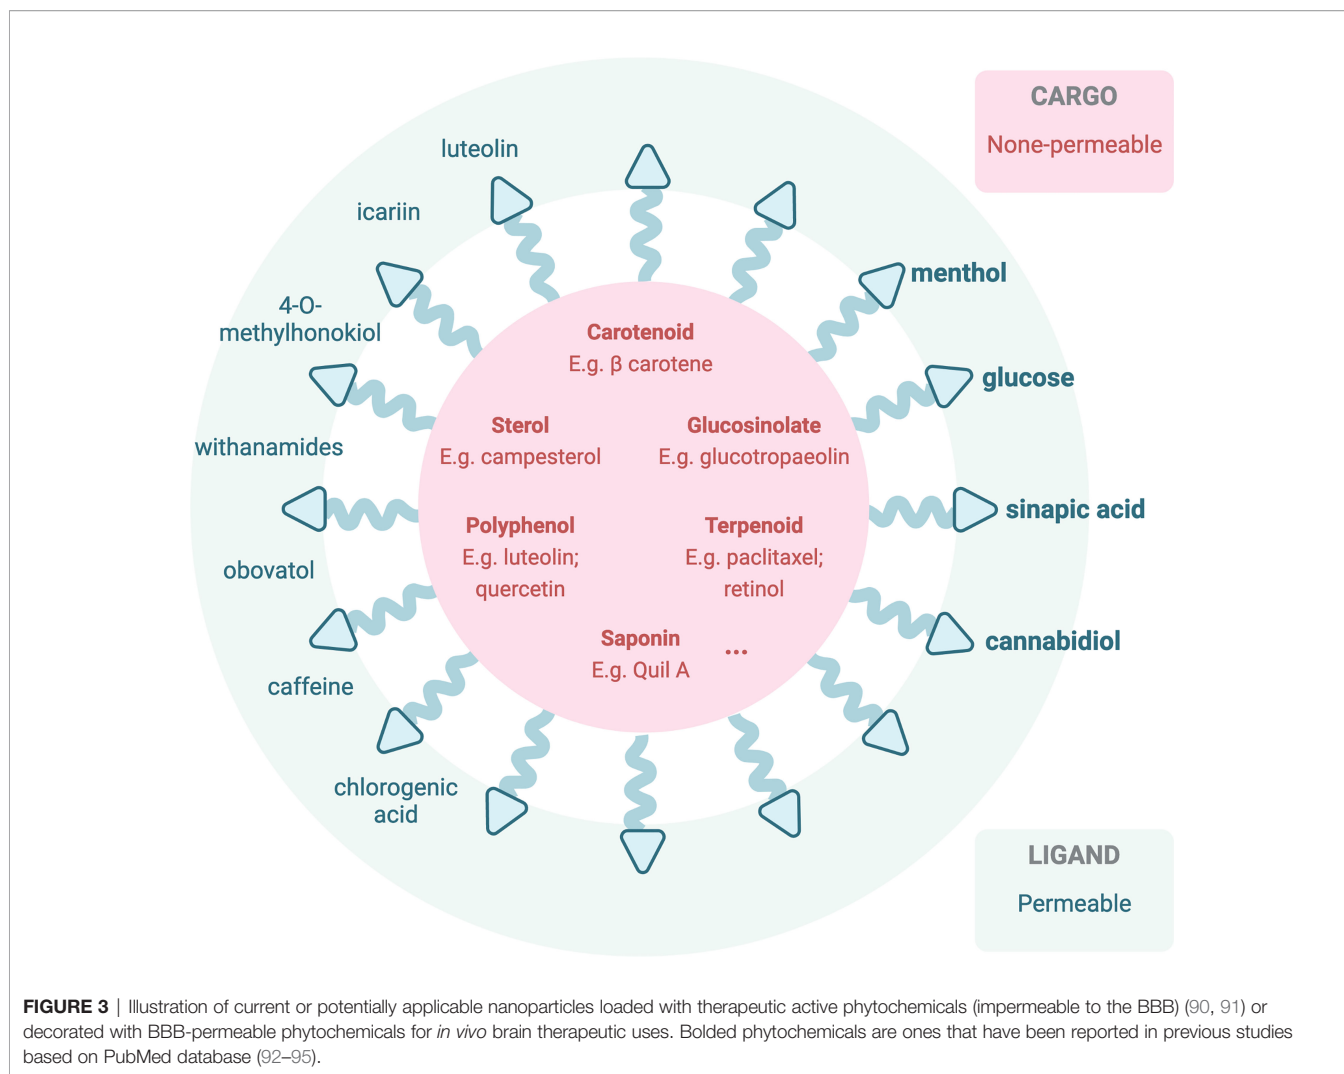 CARGO
None-permeable
luteolin
icariin
4-O-
methylhonokiol
withanamides
obovatol
caffeine
chlorogenic
acid
menthol
glucose
sinapic acid
cannabidiol
Carotenoid
E.g. β carotene
Sterol
E.g. campesterol
Glucosinolate
E.g. glucotropaeolin
Polyphenol
E.g. luteolin;
quercetin
Terpenoid
E.g. paclitaxel;
retinol
Saponin
E.g. Quil A
...
LIGAND
Permeable
FIGURE 3 | Illustration of current or potentially applicable nanoparticles loaded with therapeutic active phytochemicals (impermeable to the BBB) (90, 91) or
decorated with BBB-permeable phytochemicals for in vivo brain therapeutic uses. Bolded phytochemicals are ones that have been reported in previous studies
based on PubMed database (92–95).